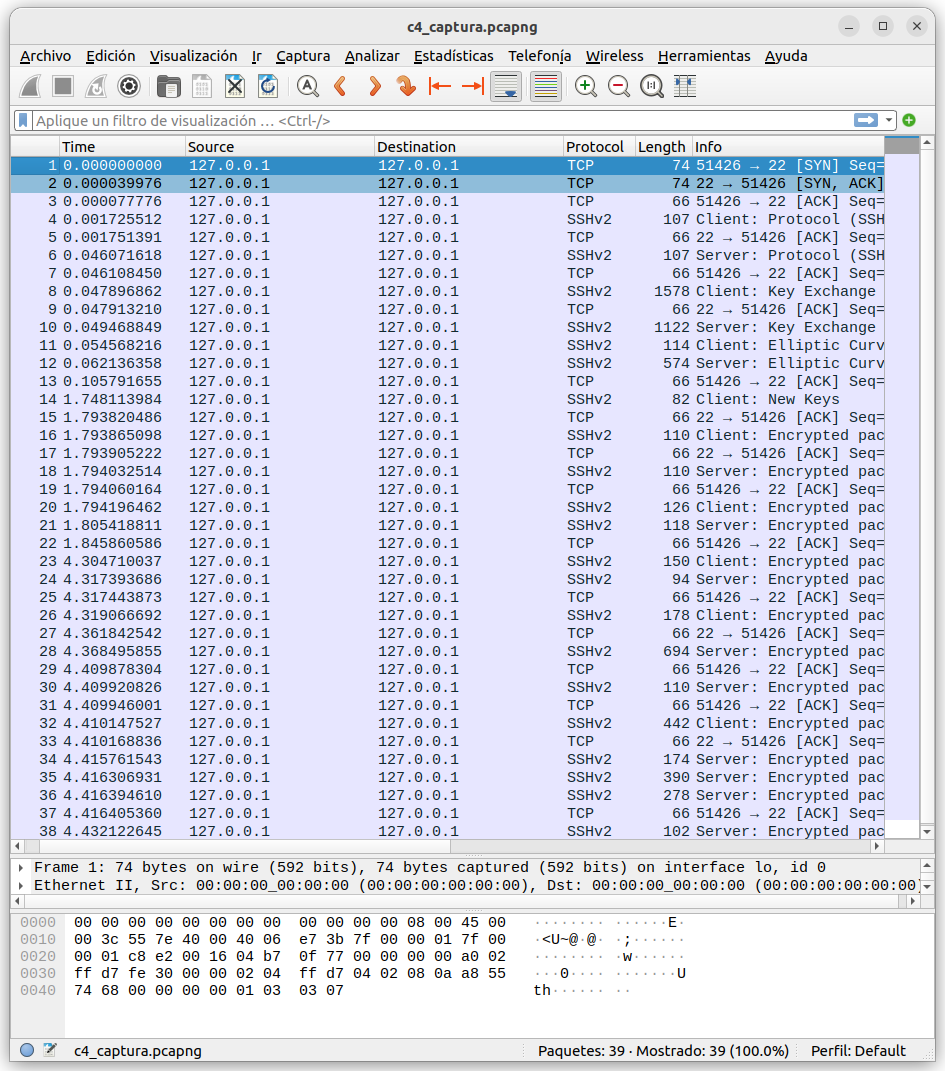 c4_captura.pcapng
Archivo Edición Visualización Ir Captura Analizar Estadísticas Telefonía Wireless Herramientas Ayuda
Aplique un filtro de visualización … <Ctrl-/>
Time Source Destination Protocol Length Info
1 0.000000000 127.0.0.1 127.0.0.1 TCP 74 51426 → 22 [SYN] Seq=
2 0.000039976 127.0.0.1 127.0.0.1 TCP 74 22 → 51426 [SYN, ACK]
3 0.000077776 127.0.0.1 127.0.0.1 TCP 66 51426 → 22 [ACK] Seq=
4 0.001725512 127.0.0.1 127.0.0.1 SSHv2 107 Client: Protocol (SSH
5 0.001751391 127.0.0.1 127.0.0.1 TCP 66 22 → 51426 [ACK] Seq=
6 0.046071618 127.0.0.1 127.0.0.1 SSHv2 107 Server: Protocol (SSH
7 0.046108450 127.0.0.1 127.0.0.1 TCP 66 51426 → 22 [ACK] Seq=
8 0.047896862 127.0.0.1 127.0.0.1 SSHv2 1578 Client: Key Exchange
9 0.047913210 127.0.0.1 127.0.0.1 TCP 66 22 → 51426 [ACK] Seq=
10 0.049468849 127.0.0.1 127.0.0.1 SSHv2 1122 Server: Key Exchange
11 0.054568216 127.0.0.1 127.0.0.1 SSHv2 114 Client: Elliptic Curv
12 0.062136358 127.0.0.1 127.0.0.1 SSHv2 574 Server: Elliptic Curv
13 0.105791655 127.0.0.1 127.0.0.1 TCP 66 51426 → 22 [ACK] Seq=
14 1.748113984 127.0.0.1 127.0.0.1 SSHv2 82 Client: New Keys
15 1.793820486 127.0.0.1 127.0.0.1 TCP 66 22 → 51426 [ACK] Seq=
16 1.793865098 127.0.0.1 127.0.0.1 SSHv2 110 Client: Encrypted pac
17 1.793905222 127.0.0.1 127.0.0.1 TCP 66 22 → 51426 [ACK] Seq=
18 1.794032514 127.0.0.1 127.0.0.1 SSHv2 110 Server: Encrypted pac
19 1.794060164 127.0.0.1 127.0.0.1 TCP 66 51426 → 22 [ACK] Seq=
20 1.794196462 127.0.0.1 127.0.0.1 SSHv2 126 Client: Encrypted pac
21 1.805418811 127.0.0.1 127.0.0.1 SSHv2 118 Server: Encrypted pac
22 1.845860586 127.0.0.1 127.0.0.1 TCP 66 51426 → 22 [ACK] Seq=
23 4.304710037 127.0.0.1 127.0.0.1 SSHv2 150 Client: Encrypted pac
24 4.317393686 127.0.0.1 127.0.0.1 SSHv2 94 Server: Encrypted pac
25 4.317443873 127.0.0.1 127.0.0.1 TCP 66 51426 → 22 [ACK] Seq=
26 4.319066692 127.0.0.1 127.0.0.1 SSHv2 178 Client: Encrypted pac
27 4.361842542 127.0.0.1 127.0.0.1 TCP 66 22 → 51426 [ACK] Seq=
28 4.368495855 127.0.0.1 127.0.0.1 SSHv2 694 Server: Encrypted pac
29 4.409878304 127.0.0.1 127.0.0.1 TCP 66 51426 → 22 [ACK] Seq=
30 4.409920826 127.0.0.1 127.0.0.1 SSHv2 110 Server: Encrypted pac
31 4.409946001 127.0.0.1 127.0.0.1 TCP 66 51426 → 22 [ACK] Seq=
32 4.410147527 127.0.0.1 127.0.0.1 SSHv2 442 Client: Encrypted pac
33 4.410168836 127.0.0.1 127.0.0.1 TCP 66 22 → 51426 [ACK] Seq=
34 4.415761543 127.0.0.1 127.0.0.1 SSHv2 174 Server: Encrypted pac
35 4.416306931 127.0.0.1 127.0.0.1 SSHv2 390 Server: Encrypted pac
36 4.416394610 127.0.0.1 127.0.0.1 SSHv2 278 Server: Encrypted pac
37 4.416405360 127.0.0.1 127.0.0.1 TCP 66 51426 → 22 [ACK] Seq=
38 4.432122645 127.0.0.1 127.0.0.1 SSHv2 102 Server: Encrypted pac
Frame 1: 74 bytes on wire (592 bits), 74 bytes captured (592 bits) on interface lo, id 0
Ethernet II, Src: 00:00:00_00:00:00 (00:00:00:00:00:00), Dst: 00:00:00_00:00:00 (00:00:00:00:00:00
0000 00 00 00 00 00 00 00 00 00 00 00 00 08 00 45 00 ········ ······E·
0010 00 3c 55 7e 40 00 40 06 e7 3b 7f 00 00 01 7f 00 ·<U~@·@· ·;······
0020 00 01 c8 e2 00 16 04 b7 0f 77 00 00 00 00 a0 02 ········ ·w······
0030 ff d7 fe 30 00 00 02 04 ff d7 04 02 08 0a a8 55 ···0···· ·······U
0040 74 68 00 00 00 00 01 03 03 07 th······ ··
c4_captura.pcapng Paquetes: 39 · Mostrado: 39 (100.0%) Perfil: Default